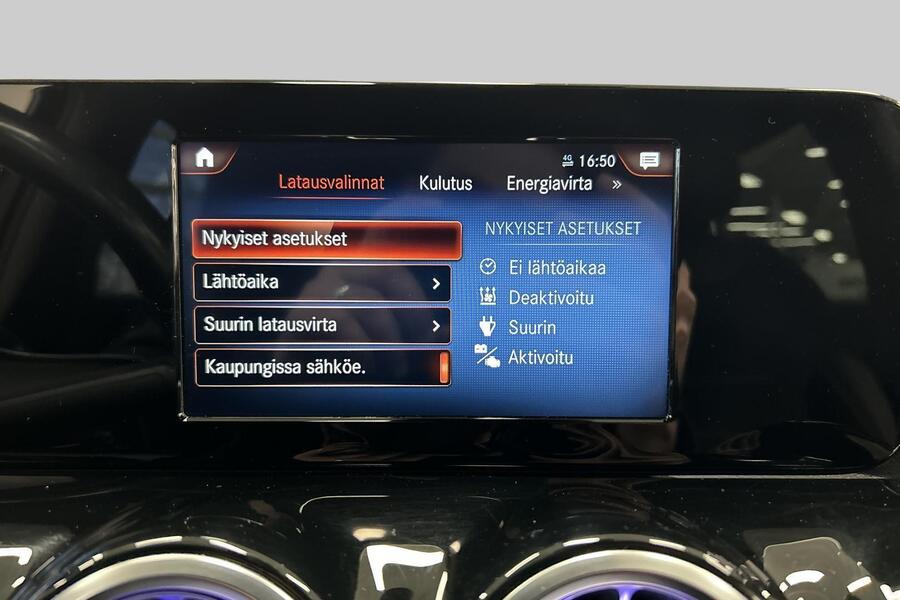 4G 16:50
Latausvalinnat Kulutus Energiavirta »
Nykyiset asetukset
Lähtöaika
Suurin latausvirta
Kaupungissa sähköe.
NYKYISET ASETUKSET
Ei lähtöaikaa
Deaktivoitu
Suurin
Aktivoitu